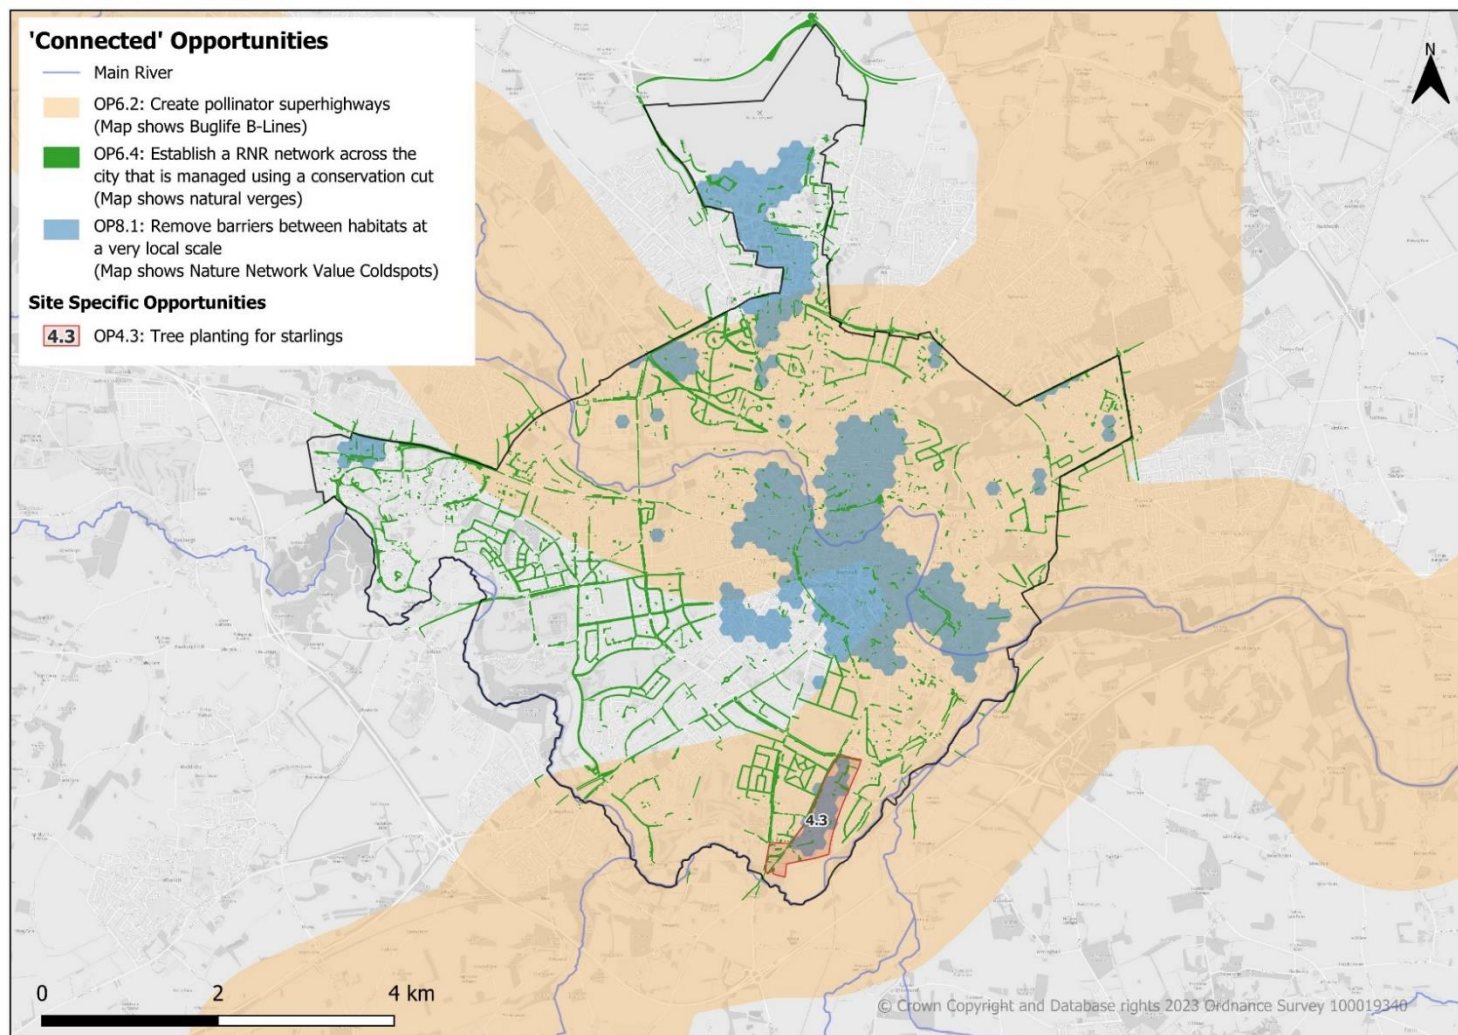 'Connected' Opportunities
Main River
OP6.2: Create pollinator superhighways
(Map shows Buglife B-Lines)
OP6.4: Establish a RNR network across the
city that is managed using a conservation cut
(Map shows natural verges)
OP8.1: Remove barriers between habitats at
a very local scale
(Map shows Nature Network Value Coldspots)
Site Specific Opportunities
4.3 OP4.3: Tree planting for starlings
N
4.3
0 2 4 km
© Crown Copyright and Database rights 2023 Ordnance Survey 100019340